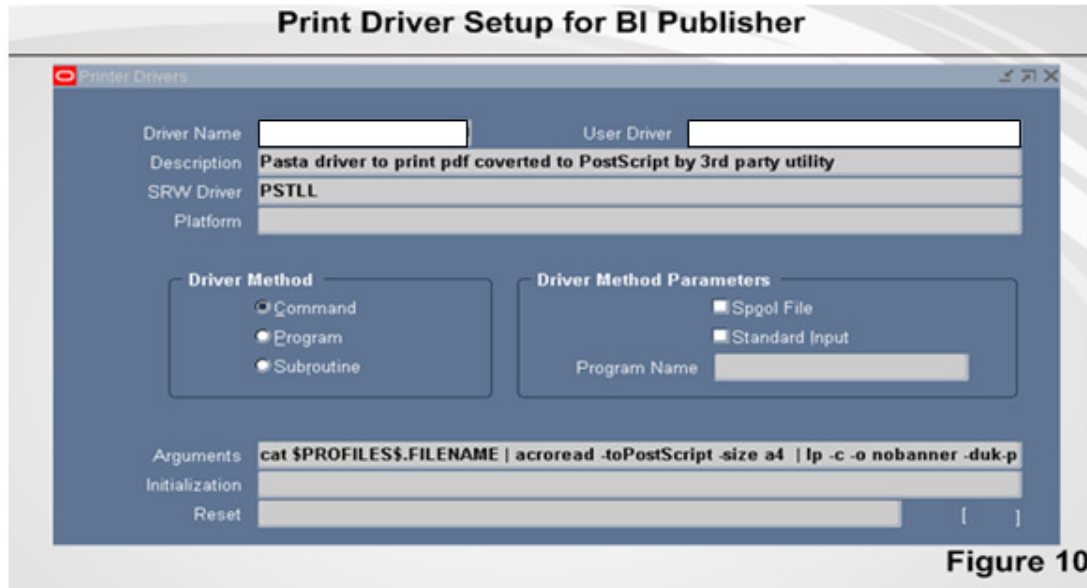 Print Driver Setup for BI Publisher
Printer Drivers
Driver Name User Driver
Description Pasta driver to print pdf coverted to PostScript by 3rd party utility
SRW Driver PSTLL
Platform
Driver Method Driver Method Parameters
Command Spool File
Program Standard Input
Subroutine Program Name
Arguments cat $PROFILES$.FILENAME | acroread -toPostScript -size a4 | lp -c -o nobanner -duk-p
Initialization
Reset [ ]
Figure 10